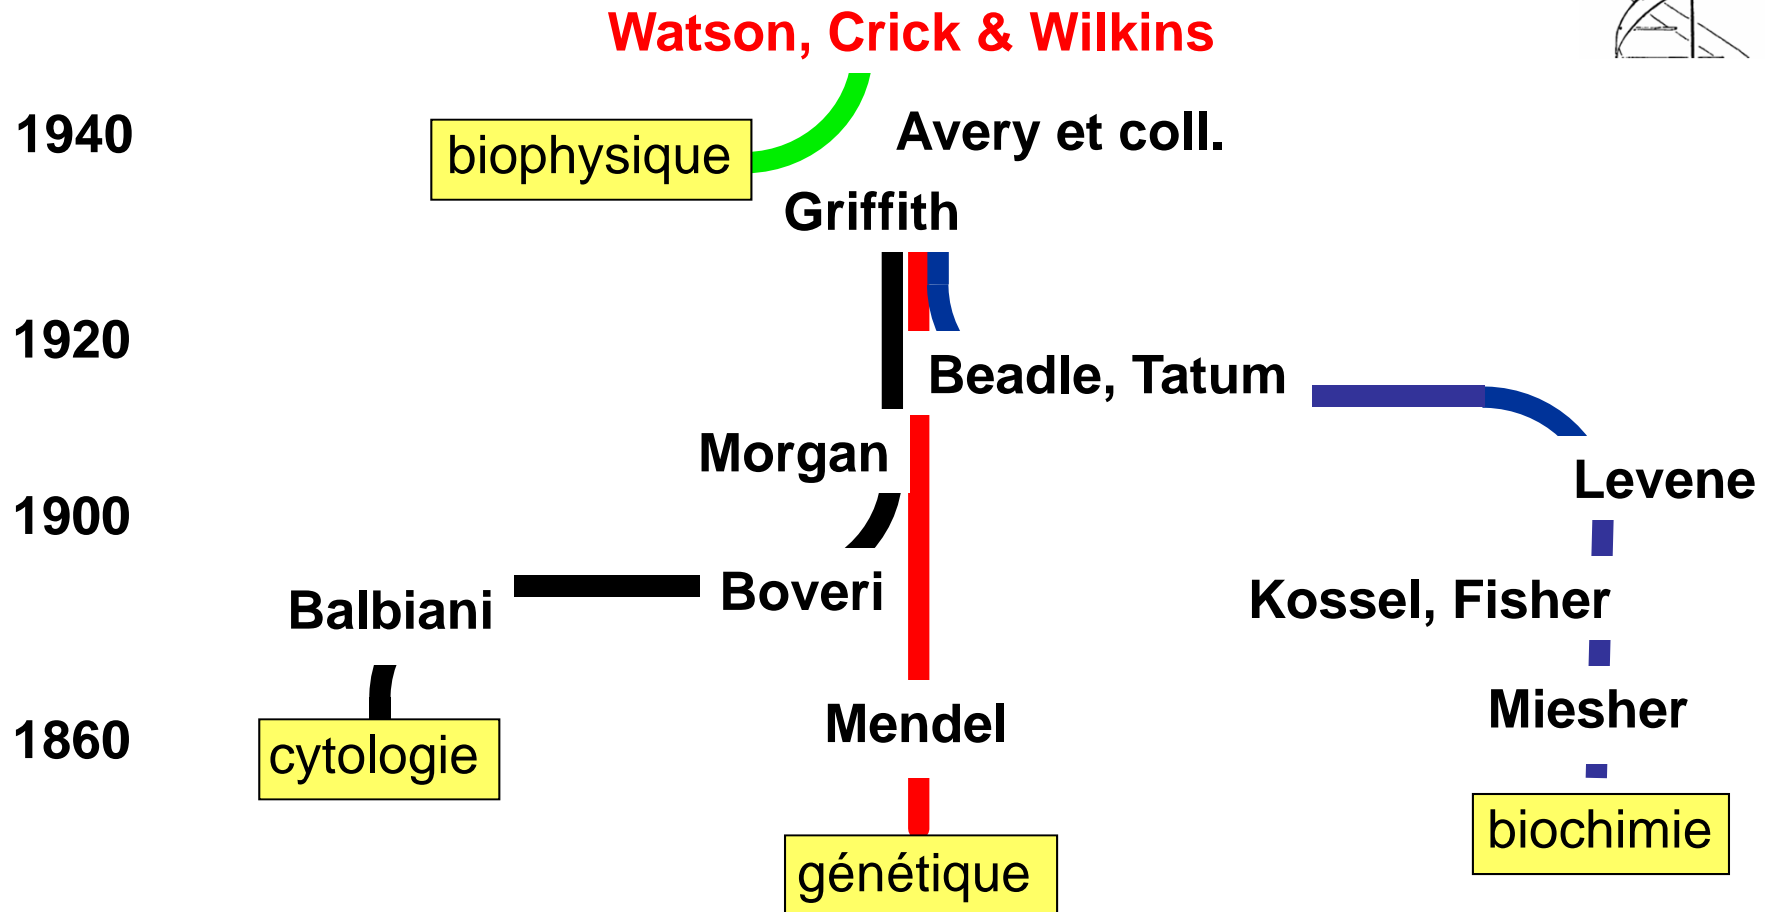 Watson, Crick & Wilkins
1940
biophysique
Avery et coll.
Griffith
1920
Beadle, Tatum
Morgan
Levene
1900
Balbiani
Boveri
Kossel, Fisher
1860
Mendel
Miesher
cytologie
génétique
biochimie